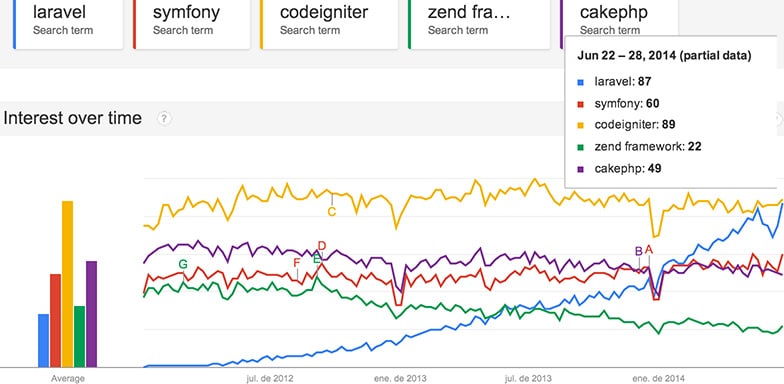 laravel
Search term
symfony
Search term
codeigniter
Search term
zend fra...
Search term
cakephp
Search term
Jun 22 – 28, 2014 (partial data)
laravel: 87
symfony: 60
codeigniter: 89
zend framework: 22
cakephp: 49
Interest over time
?
C
G
F
D
E
B
A
Average
jul. de 2012
ene. de 2013
jul. de 2013
ene. de 2014